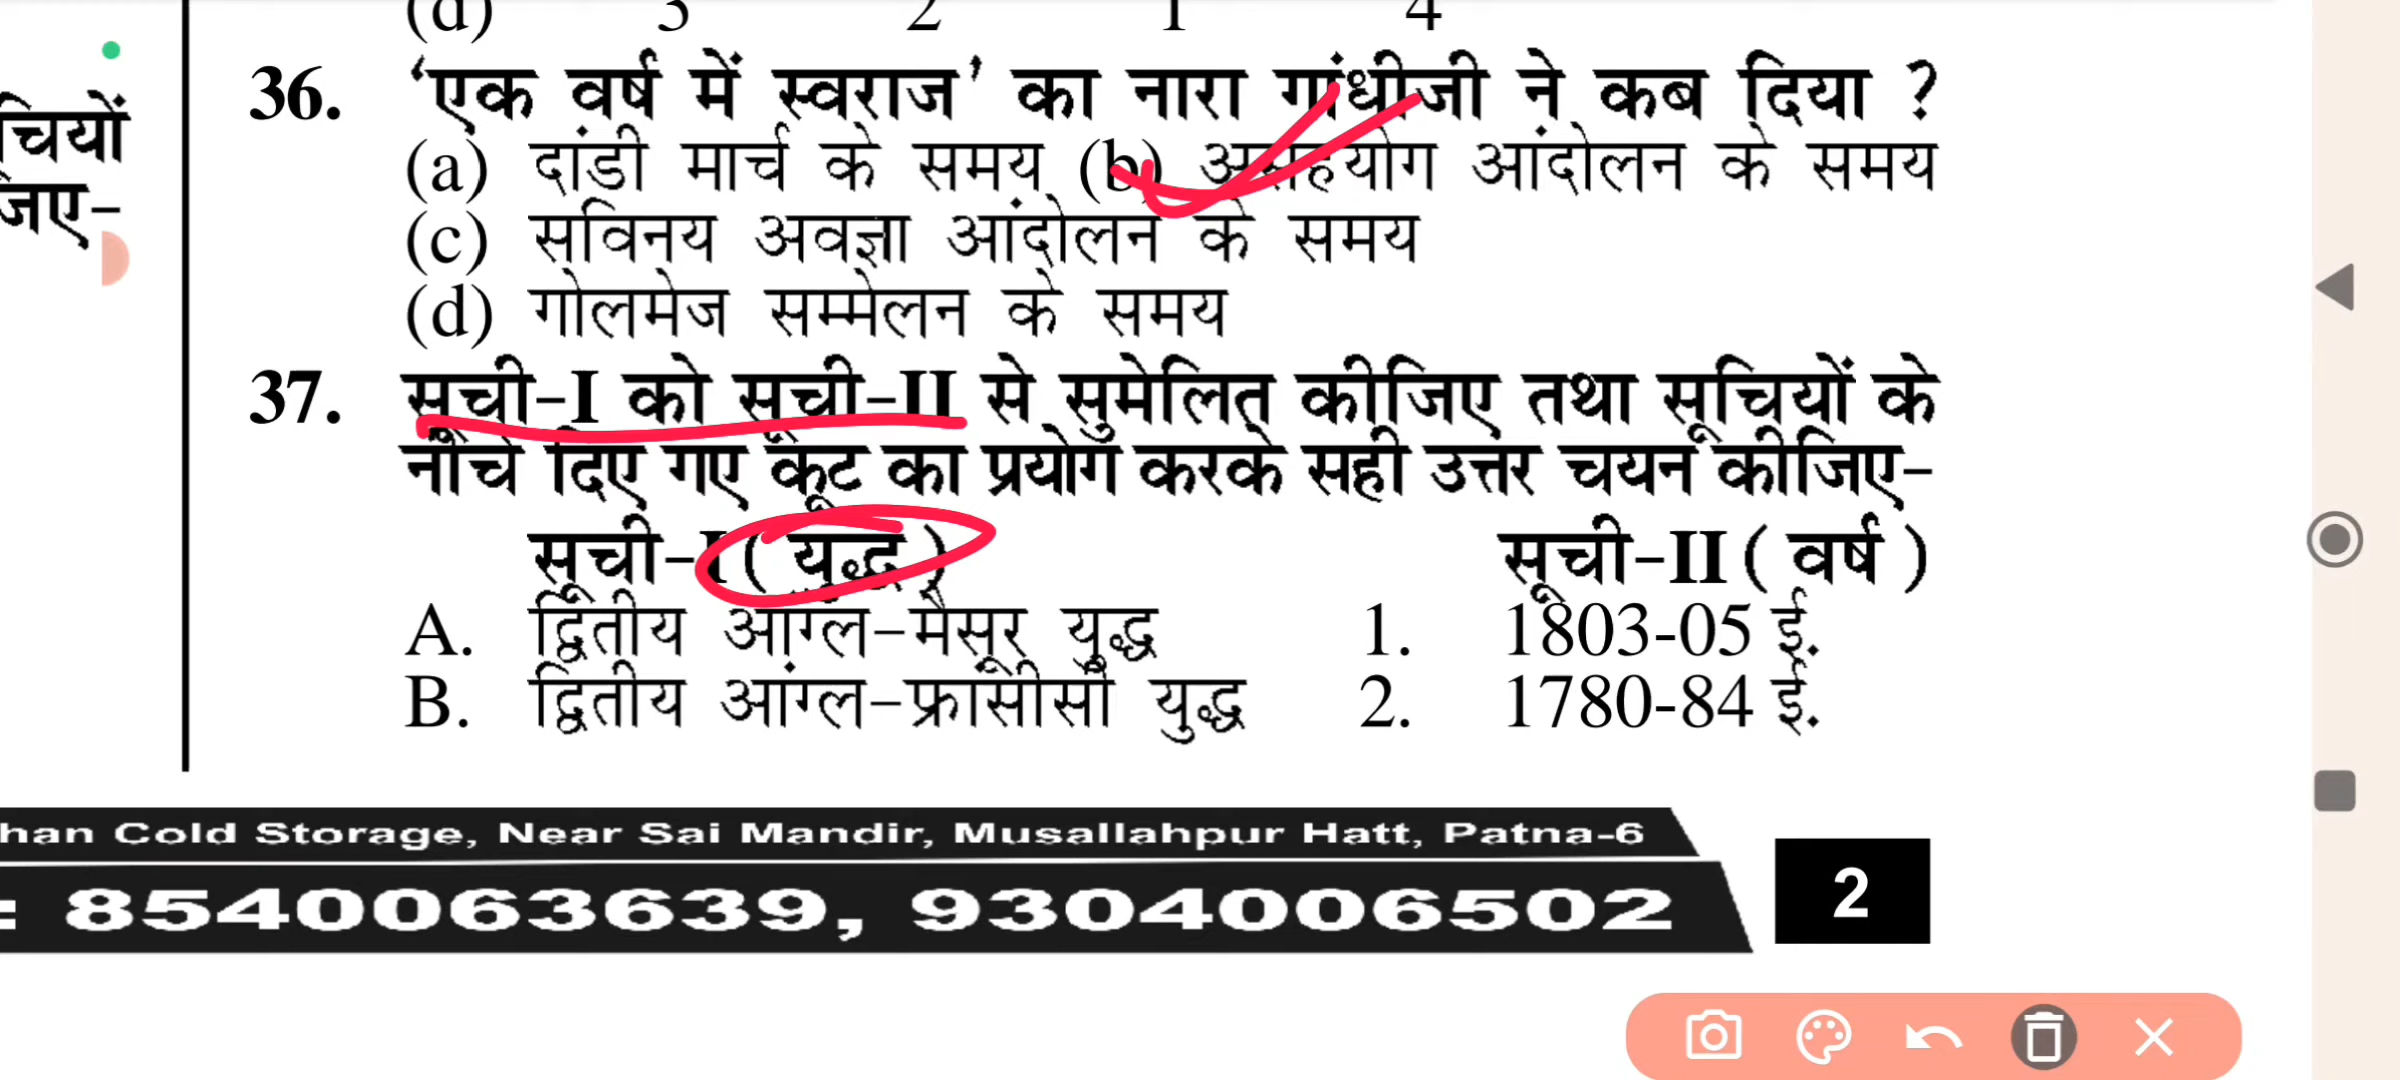 (d) 3 2 1 4
36. ‘एक वर्ष में स्वराज’ का नारा गांधीजी ने कब दिया ?
(a) दांडी मार्च के समय (b) असहयोग आंदोलन के समय
(c) सविनय अवज्ञा आंदोलन के समय
(d) गोलमेज सम्मेलन के समय
चियों
जिए-
37. सूची-I को सूची-II से सुमेलित कीजिए तथा सूचियों के
नीचे दिए गए कूट का प्रयोग करके सही उत्तर चयन कीजिए-
सूची-I ( युद्ध ) सूची-II ( वर्ष )
A. द्वितीय आंग्ल-मैसूर युद्ध 1. 1803-05 ई.
B. द्वितीय आंग्ल-फ्रांसीसी युद्ध 2. 1780-84 ई.
han Cold Storage, Near Sai Mandir, Musallahpur Hatt, Patna-6
: 8540063639, 9304006502
2